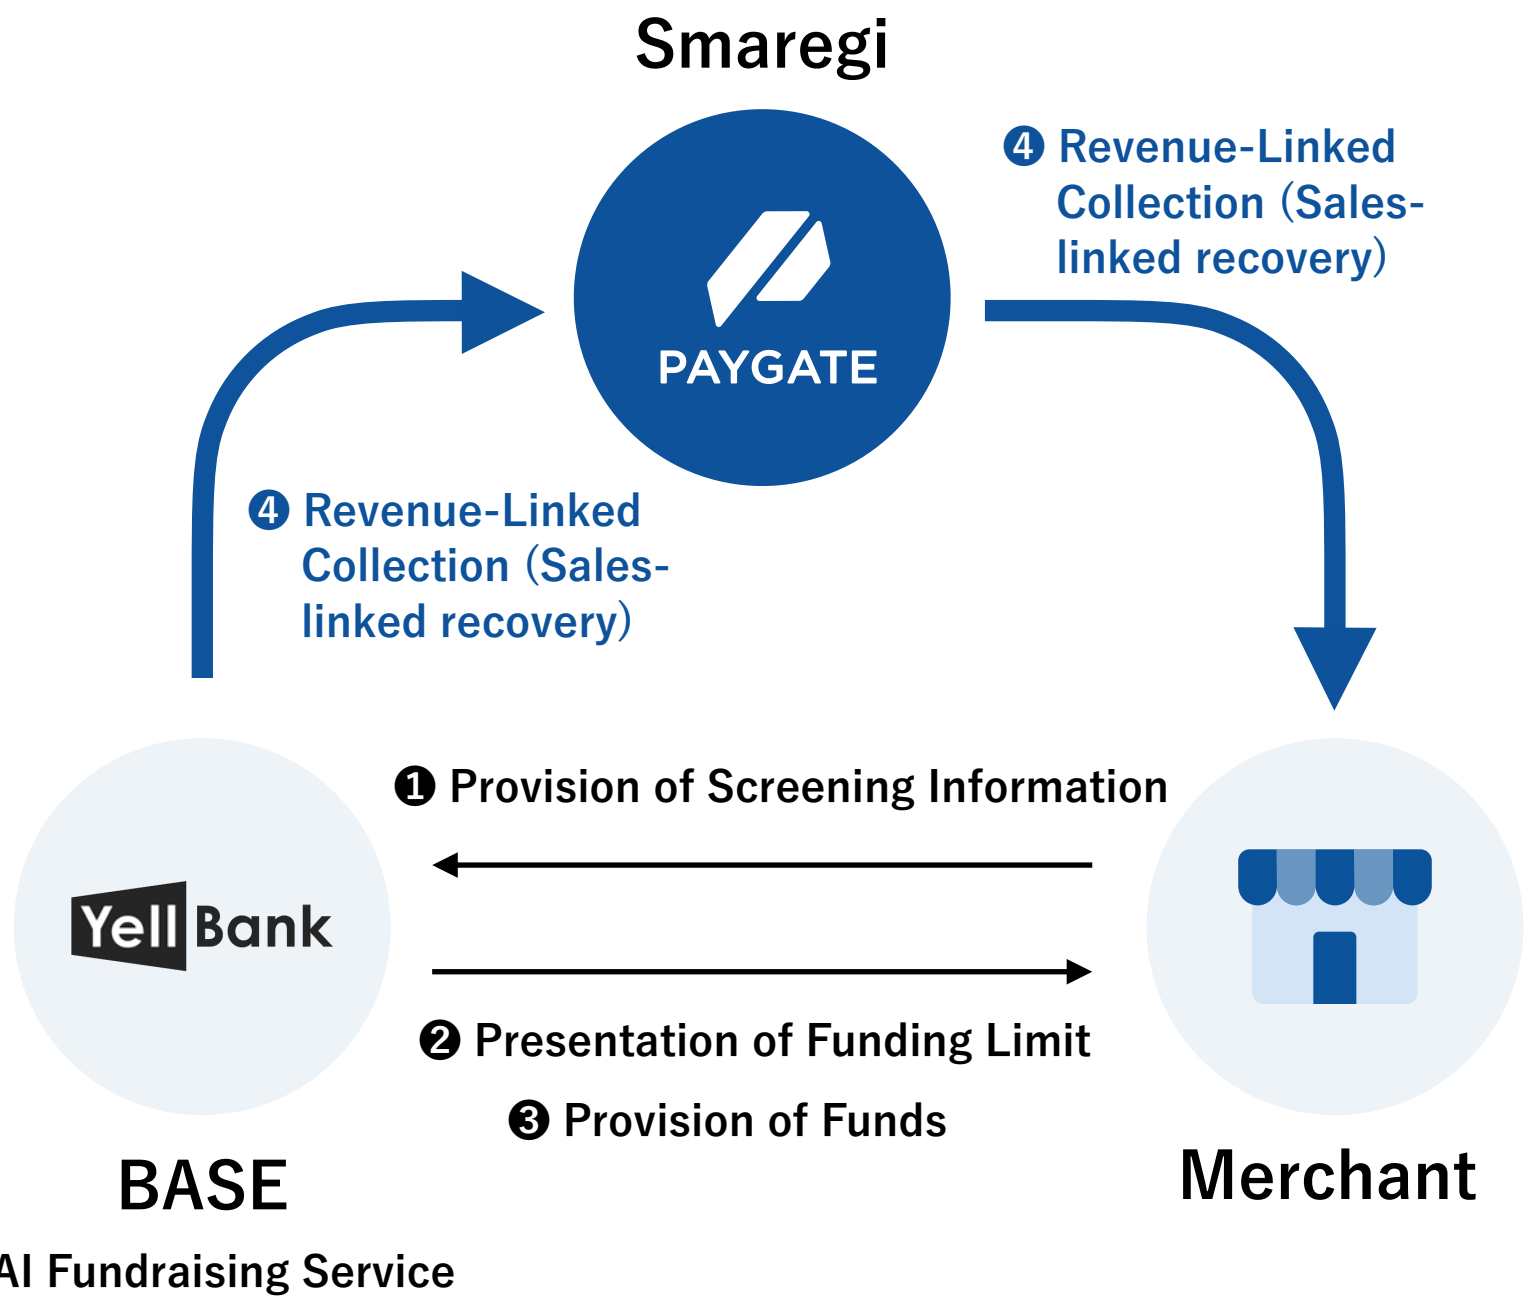 Smaregi
❹ Revenue-Linked
Collection (Sales-
linked recovery)
PAYGATE
❹ Revenue-Linked
Collection (Sales-
linked recovery)
❶ Provision of Screening Information
Yell Bank
❷ Presentation of Funding Limit
❸ Provision of Funds
BASE
Merchant
AI Fundraising Service